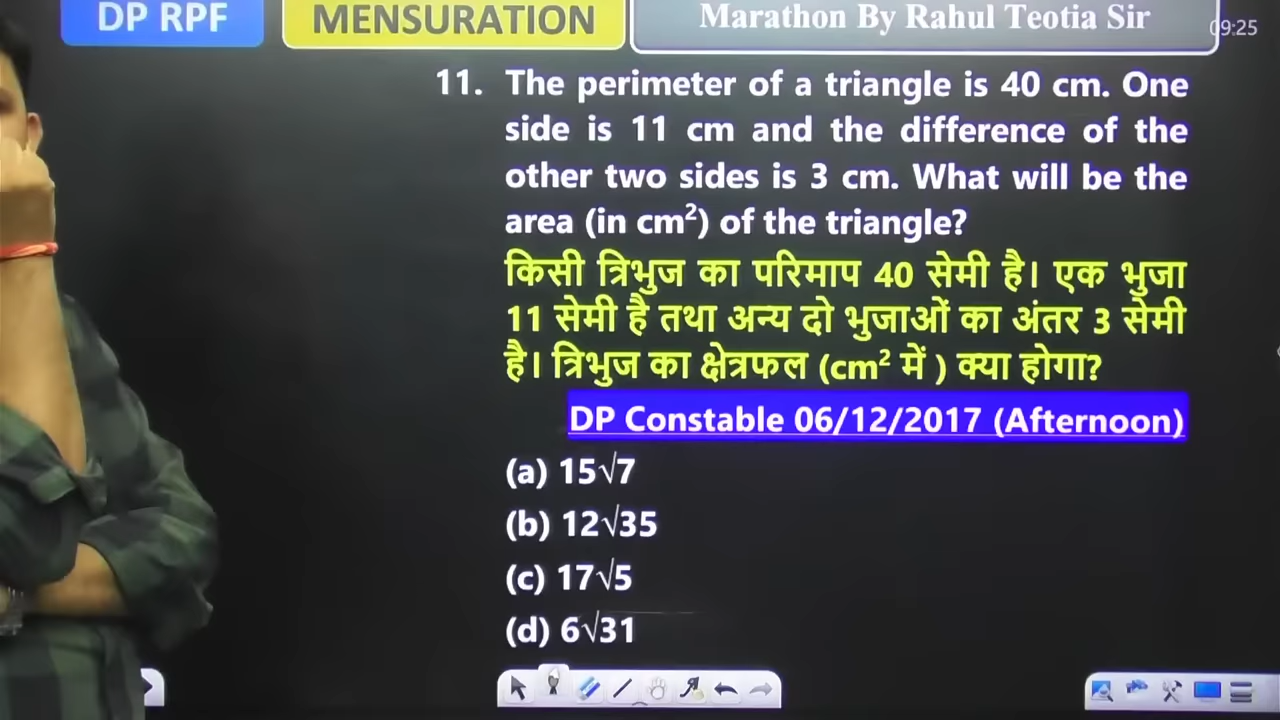 DP RPF
MENSURATION
Marathon By Rahul Teotia Sir
09:25
11. The perimeter of a triangle is 40 cm. One
side is 11 cm and the difference of the
other two sides is 3 cm. What will be the
area (in cm²) of the triangle?
किसी त्रिभुज का परिमाप 40 सेमी है। एक भुजा
11 सेमी है तथा अन्य दो भुजाओं का अंतर 3 सेमी
है। त्रिभुज का क्षेत्रफल (cm² में ) क्या होगा?
DP Constable 06/12/2017 (Afternoon)
(a) 15√7
(b) 12√35
(c) 17√5
(d) 6√31